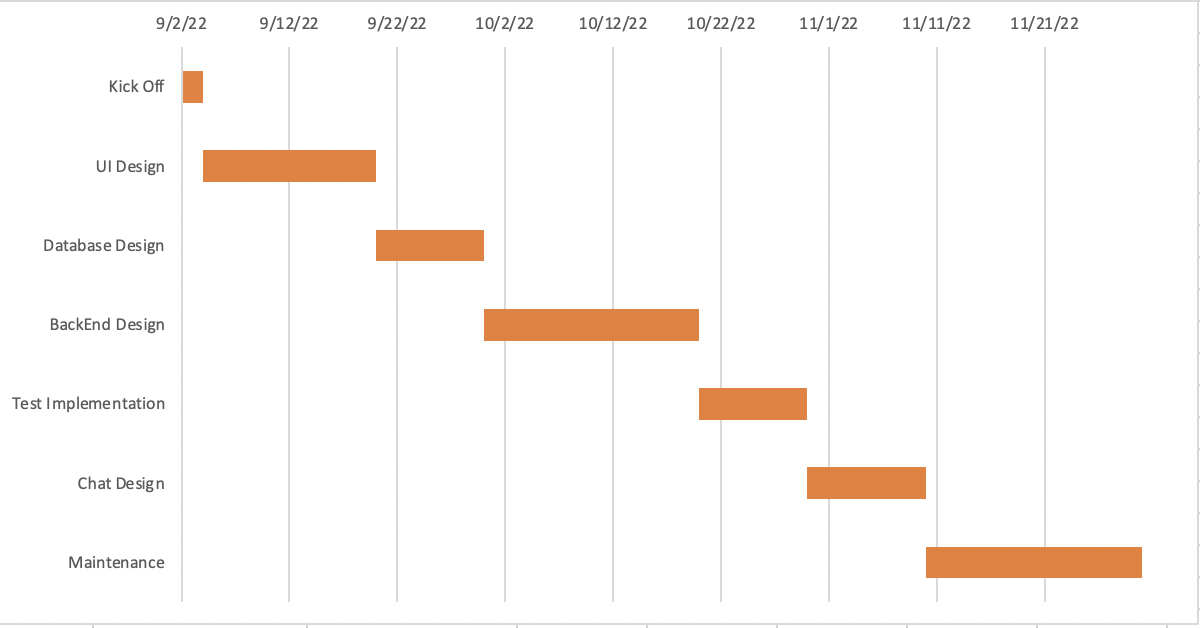 9/2/22 9/12/22 9/22/22 10/2/22 10/12/22 10/22/22 11/1/22 11/11/22 11/21/22
Kick Off
UI Design
Database Design
BackEnd Design
Test Implementation
Chat Design
Maintenance